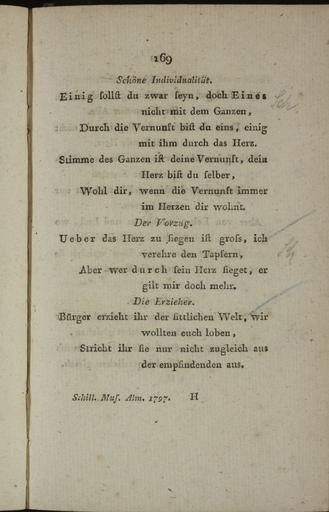 169
Schöne Individualität.
Einig ſollſt du zwar ſeyn, doch Eines
nicht mit dem Ganzen,
Durch die Vernunft biſt du eins, einig
mit ihm durch das Herz.
Stimme des Ganzen iſt deine Vernunft, dein
Herz biſt du ſelber,
Wohl dir, wenn die Vernunft immer
im Herzen dir wohnt.
Der Vorzug.
Ueber das Herz zu ſiegen iſt groſs, ich
verehre den Tapfern,
Aber wer durch ſein Herz ſieget, er
gilt mir doch mehr.
Die Erzieher.
Bürger erzieht ihr der ſittlichen Welt, wir
wollten euch loben,
Stricht ihr ſie nur nicht zugleich aus
der empfindenden aus.
Schill. Muſ. Alm. 1797. H